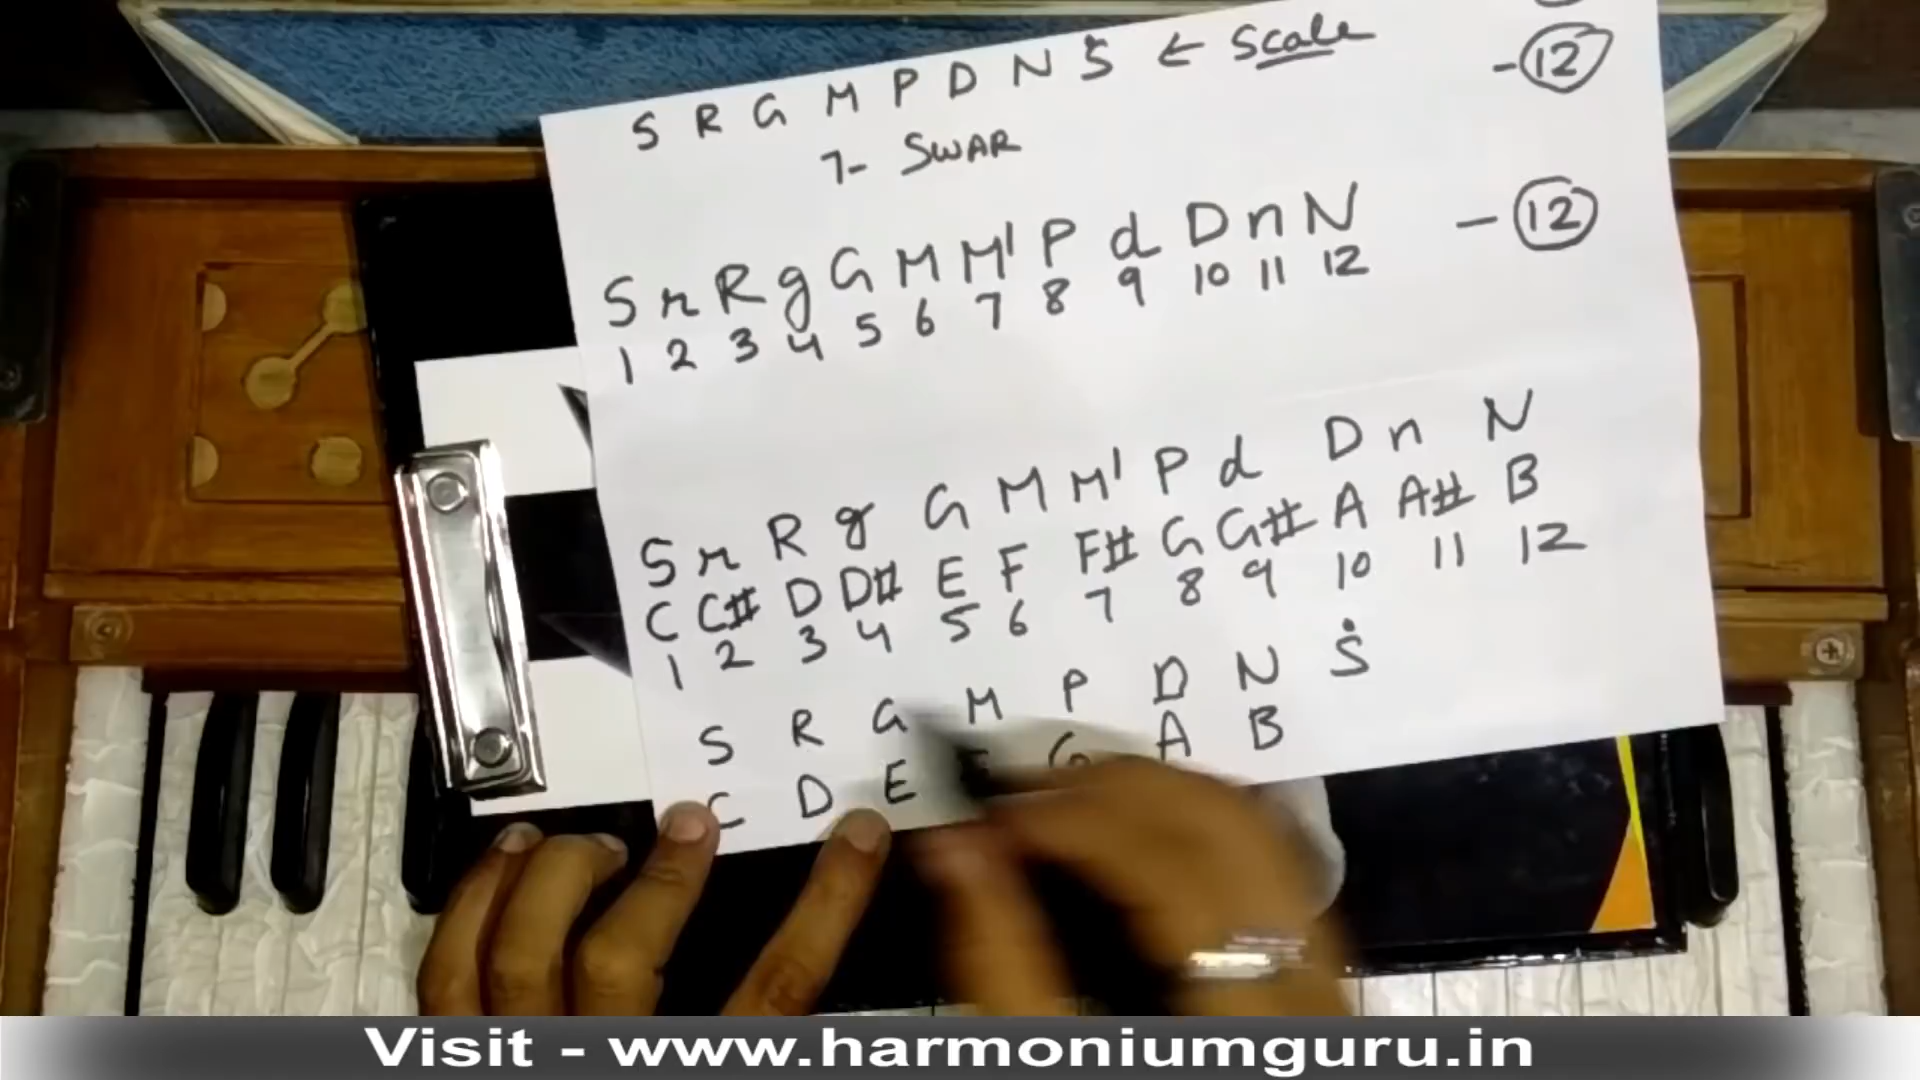 S R G M P D N Ṡ ← Scale
- 12
7- SWAR
S r R g G M M' P d D n N - 12
1 2 3 4 5 6 7 8 9 10 11 12
S r R g G M M' P d D n N
C C# D D# E F F# G G# A A# B
1 2 3 4 5 6 7 8 9 10 11 12
S R G M P D N Ṡ
C D E F G A B
Visit - www.harmoniumguru.in